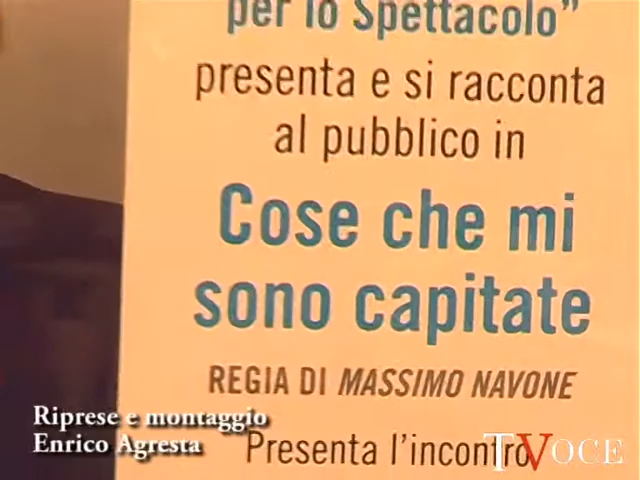 per lo Spettacolo"
presenta e si racconta
al pubblico in
Cose che mi
sono capitate
REGIA DI MASSIMO NAVONE
Presenta l'incontro
Riprese e montaggio
Enrico Agresta
TVOCE